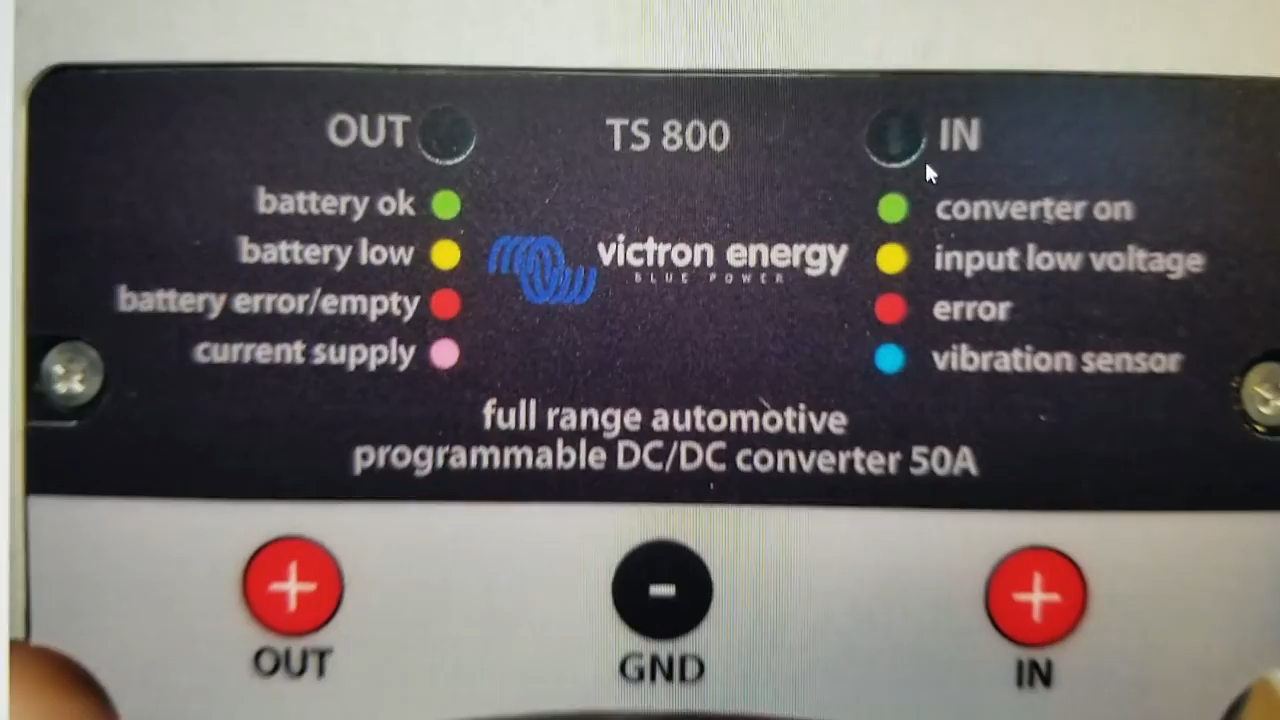 OUT TS 800 IN
battery ok converter on
battery low victron energy input low voltage
BLUE POWER
battery error/empty error
current supply vibration sensor
full range automotive
programmable DC/DC converter 50A
+ - +
OUT GND IN